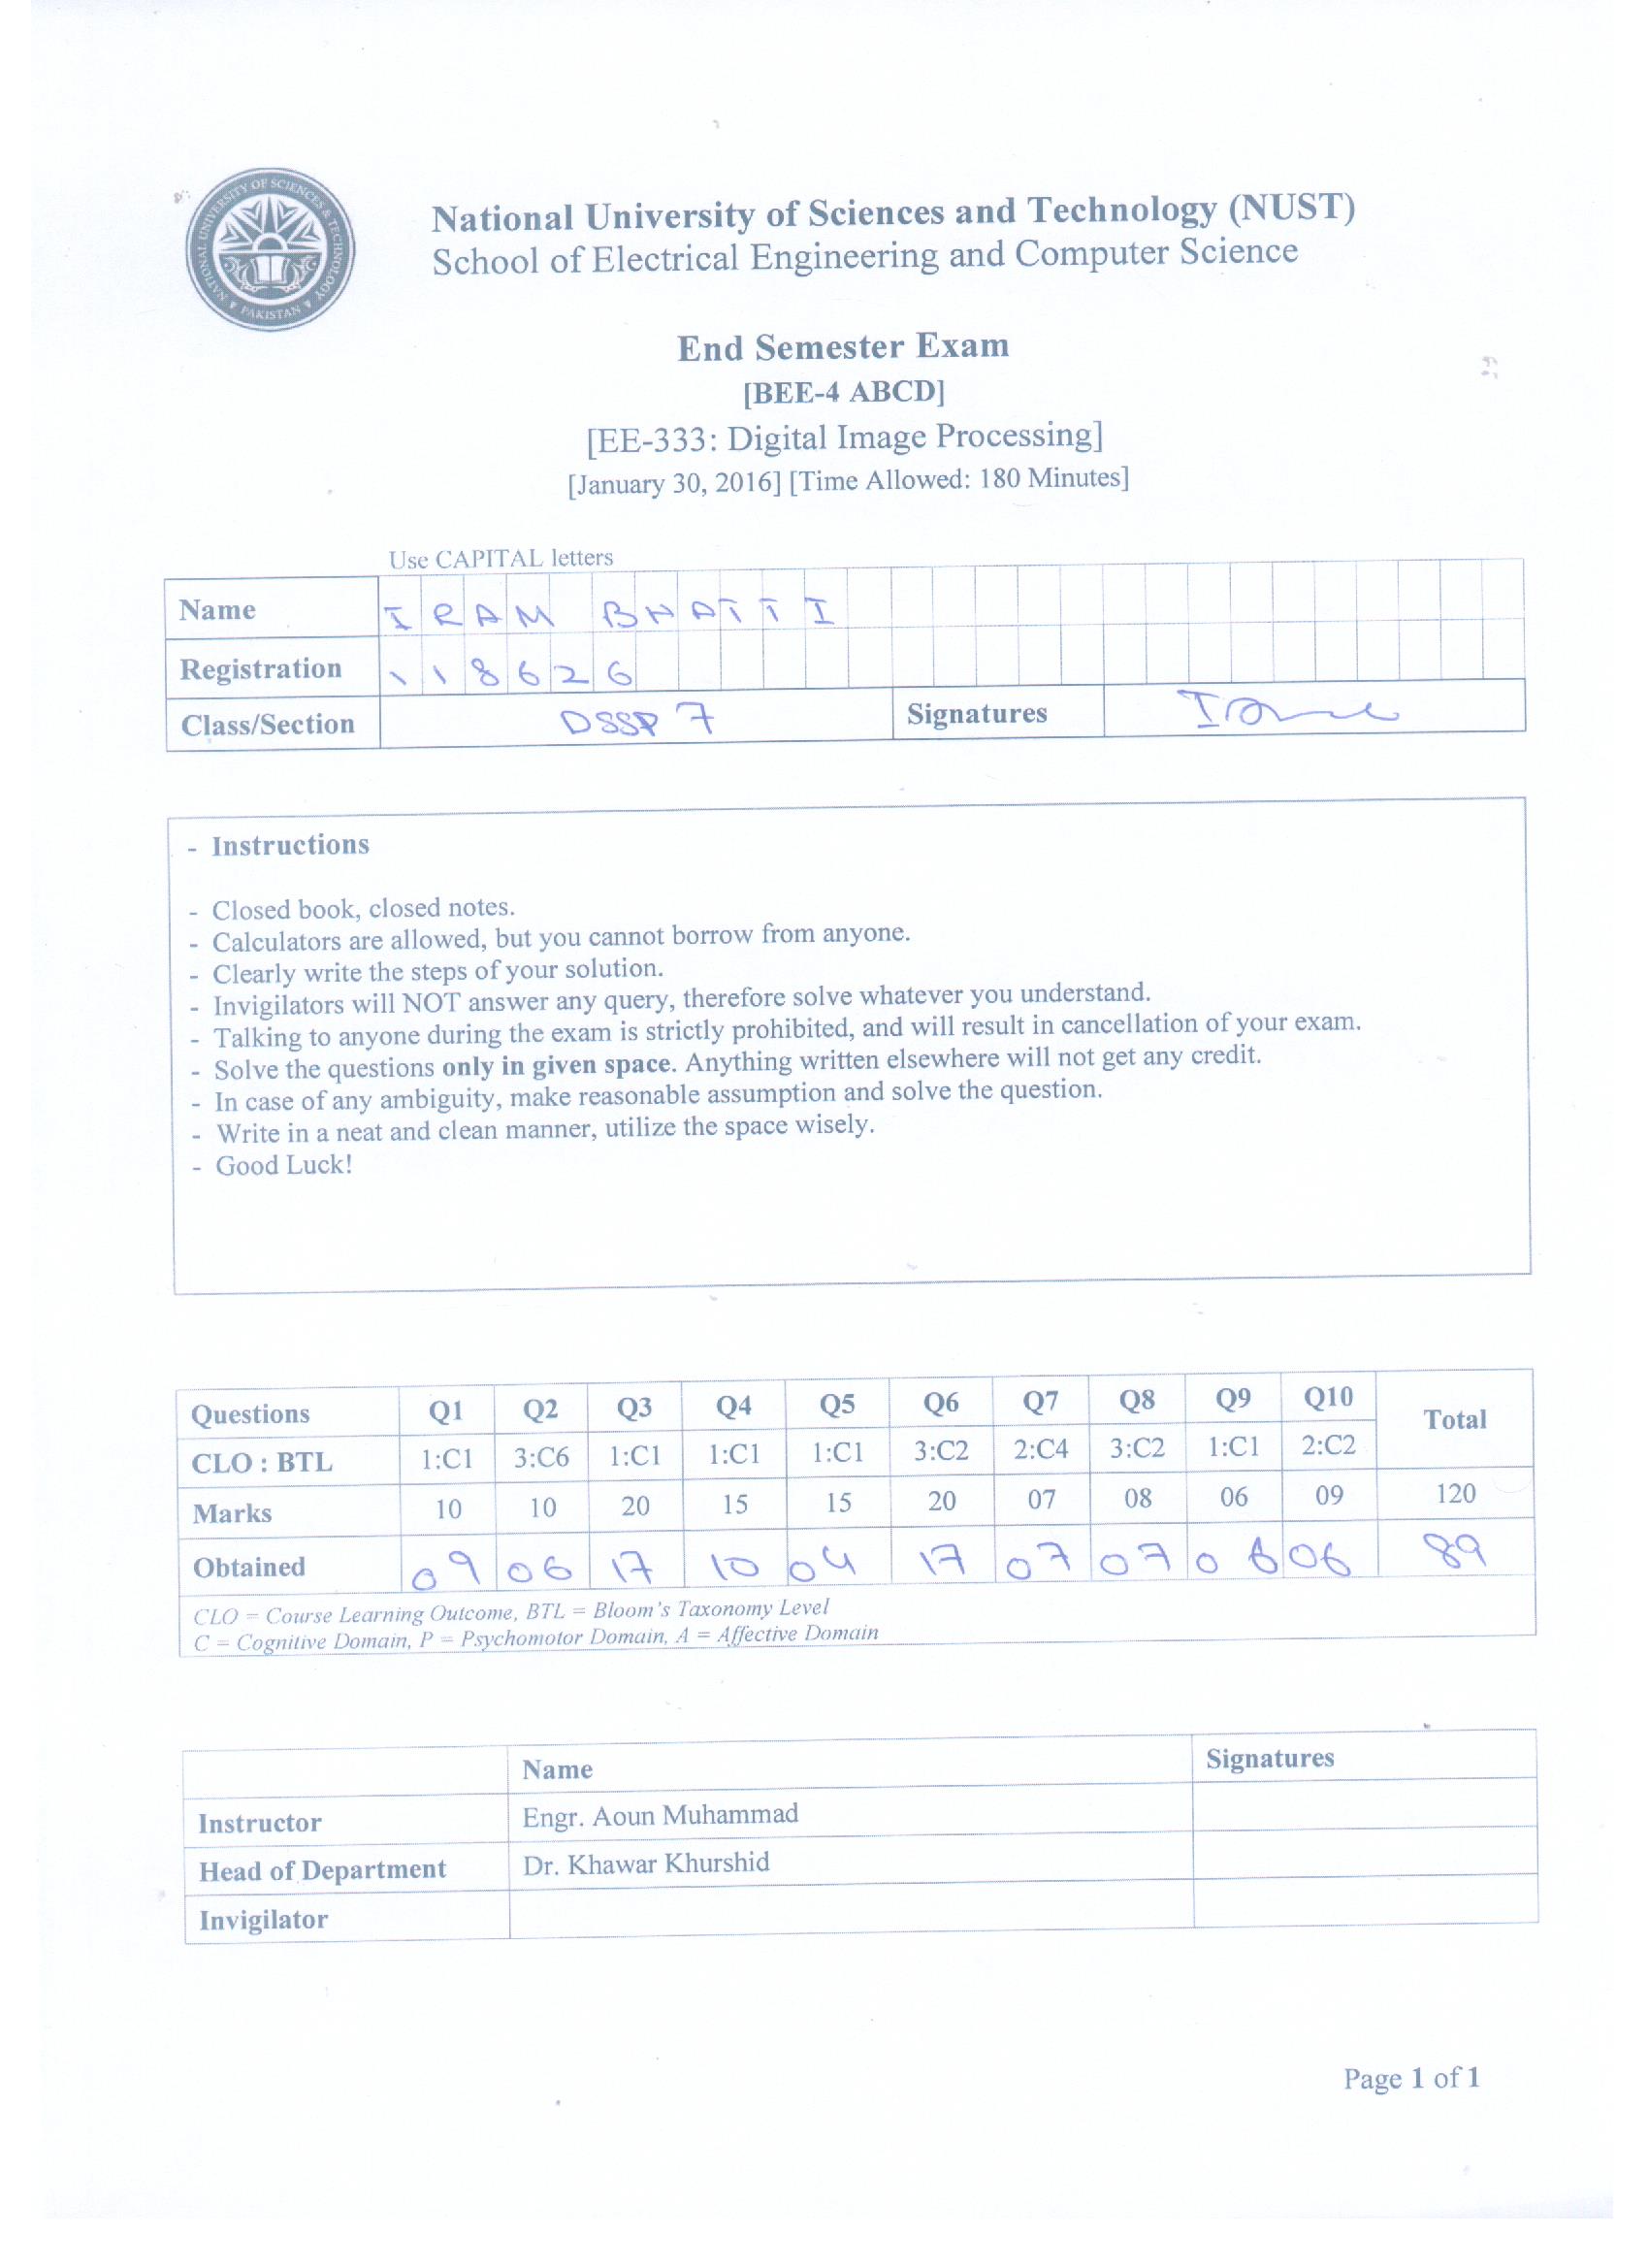 NATIONAL UNIVERSITY OF SCIENCES & TECHNOLOGY
PAKISTAN
National University of Sciences and Technology (NUST)
School of Electrical Engineering and Computer Science
End Semester Exam
[BEE-4 ABCD]
[EE-333: Digital Image Processing]
[January 30, 2016] [Time Allowed: 180 Minutes]
Use CAPITAL letters
Name IRAM BHATTI
Registration 118626
Class/Section DSSP 7 Signatures
- Instructions
- Closed book, closed notes.
- Calculators are allowed, but you cannot borrow from anyone.
- Clearly write the steps of your solution.
- Invigilators will NOT answer any query, therefore solve whatever you understand.
- Talking to anyone during the exam is strictly prohibited, and will result in cancellation of your exam.
- Solve the questions only in given space. Anything written elsewhere will not get any credit.
- In case of any ambiguity, make reasonable assumption and solve the question.
- Write in a neat and clean manner, utilize the space wisely.
- Good Luck!
Questions Q1 Q2 Q3 Q4 Q5 Q6 Q7 Q8 Q9 Q10 Total
CLO : BTL 1:C1 3:C6 1:C1 1:C1 1:C1 3:C2 2:C4 3:C2 1:C1 2:C2
Marks 10 10 20 15 15 20 07 08 06 09 120
Obtained 09 06 17 10 04 17 07 07 06 06 89
CLO = Course Learning Outcome, BTL = Bloom's Taxonomy Level
C = Cognitive Domain, P = Psychomotor Domain, A = Affective Domain
Name Signatures
Instructor Engr. Aoun Muhammad
Head of Department Dr. Khawar Khurshid
Invigilator
Page 1 of 1